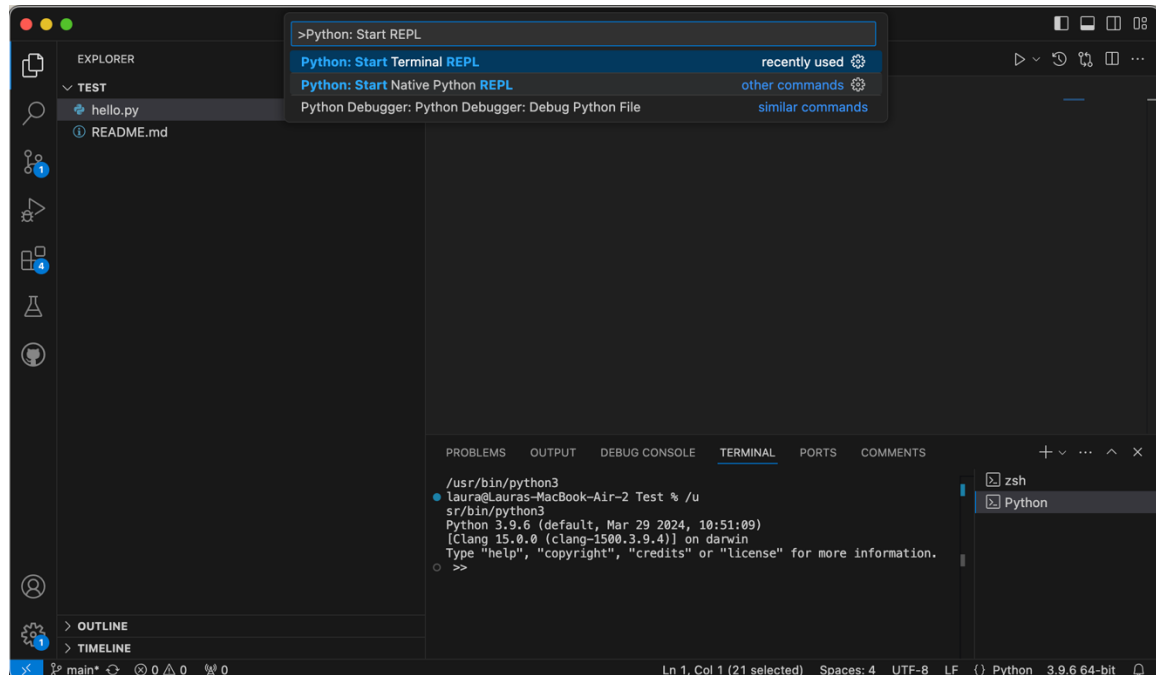 >Python: Start REPL
Python: Start Terminal REPL recently used
Python: Start Native Python REPL other commands
Python Debugger: Python Debugger: Debug Python File similar commands
EXPLORER
TEST
hello.py
README.md
1
4
1
OUTLINE
TIMELINE
PROBLEMS OUTPUT DEBUG CONSOLE TERMINAL PORTS COMMENTS
/usr/bin/python3
laura@Lauras-MacBook-Air-2 Test % /u
sr/bin/python3
Python 3.9.6 (default, Mar 29 2024, 10:51:09)
[Clang 15.0.0 (clang-1500.3.9.4)] on darwin
Type "help", "copyright", "credits" or "license" for more information.
>>
zsh
Python
main* 0 0 0 Ln 1, Col 1 (21 selected) Spaces: 4 UTF-8 LF {} Python 3.9.6 64-bit